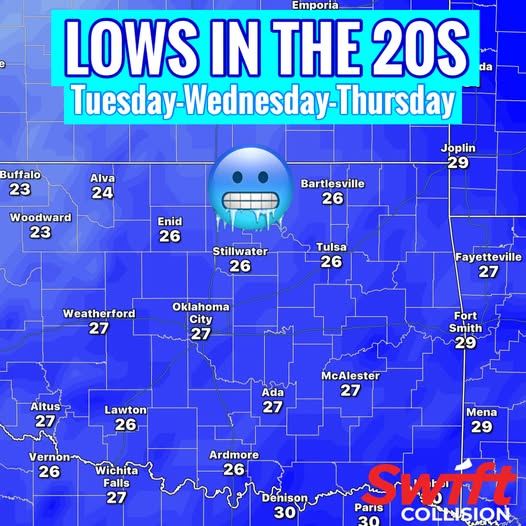 Emporia
LOWS IN THE 20S
Tuesday-Wednesday-Thursday
Joplin
29
Buffalo
23
Alva
24
Bartlesville
26
Woodward
23
Enid
26
Stillwater
26
Tulsa
26
Fayetteville
27
Weatherford
27
Oklahoma
City
27
Fort
Smith
29
McAlester
27
Ada
27
Altus
27
Lawton
26
Mena
29
Vernon
26
Wichita
Falls
27
Ardmore
26
Denison
30
Paris
30
Swift
COLLISION